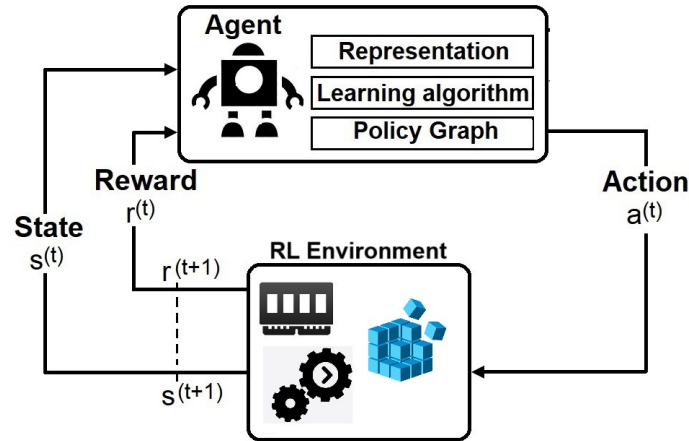 Agent
Representation
Learning algorithm
Policy Graph
Reward
r(t)
State
s(t)
Action
a(t)
RL Environment
r(t+1)
s(t+1)